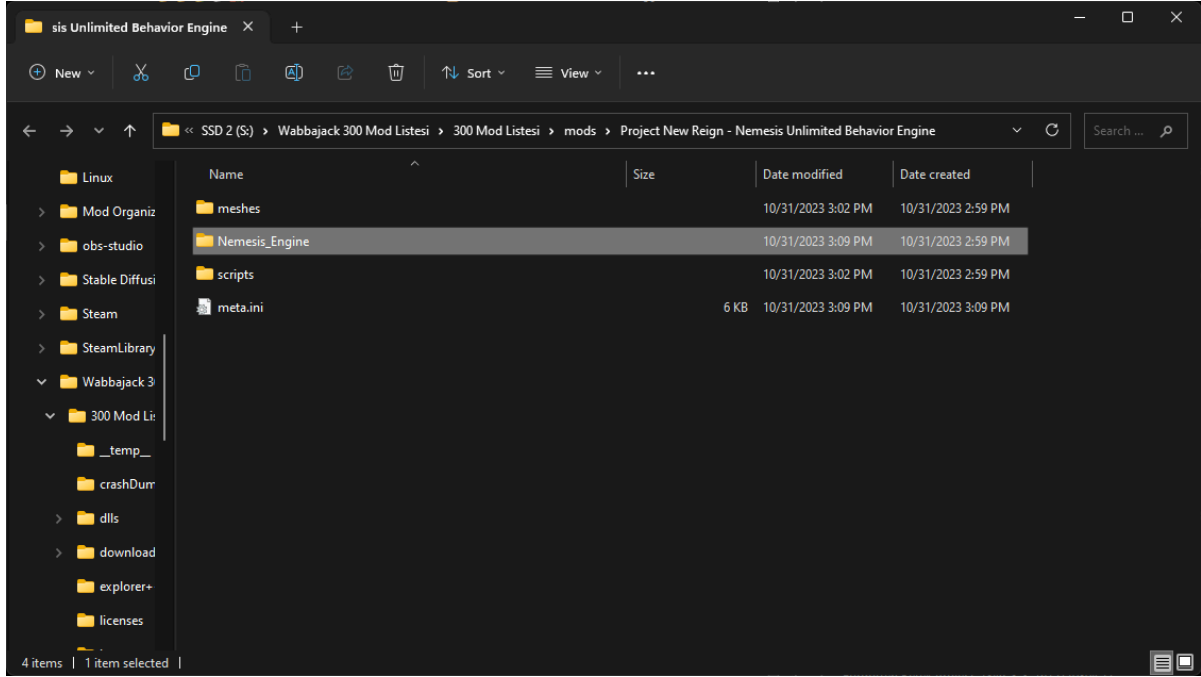 sis Unlimited Behavior Engine
New
Sort
View
SSD 2 (S:) > Wabbajack 300 Mod Listesi > 300 Mod Listesi > mods > Project New Reign - Nemesis Unlimited Behavior Engine
Search ...
Name Size Date modified Date created
meshes 10/31/2023 3:02 PM 10/31/2023 2:59 PM
Nemesis_Engine 10/31/2023 3:09 PM 10/31/2023 2:59 PM
scripts 10/31/2023 3:02 PM 10/31/2023 2:59 PM
meta.ini 6 KB 10/31/2023 3:09 PM 10/31/2023 3:09 PM
Linux
Mod Organiz
obs-studio
Stable Diffusi
Steam
SteamLibrary
Wabbajack 3
300 Mod Lis
__temp__
crashDum
dlls
download
explorer+
licenses
4 items | 1 item selected |